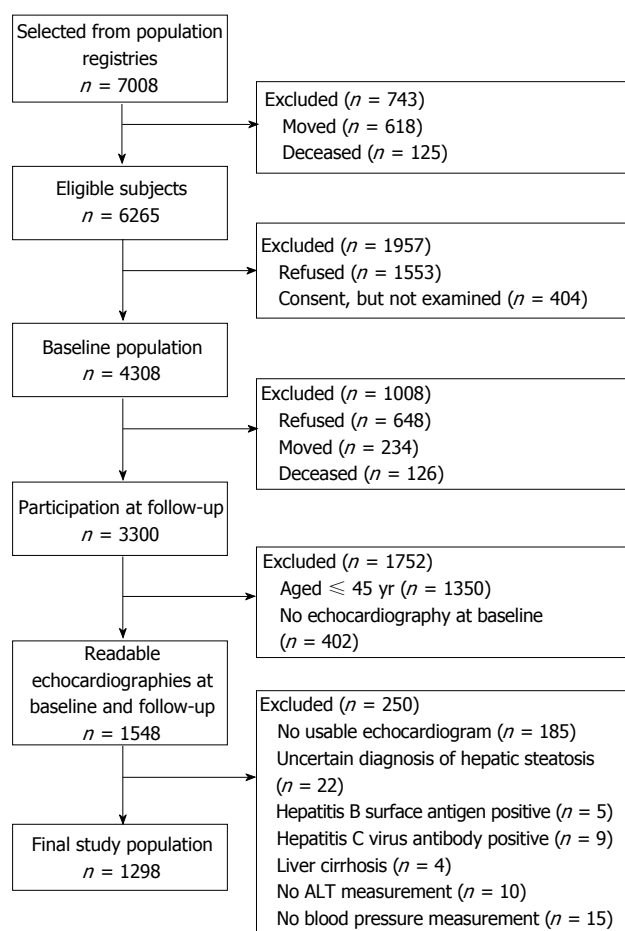 Selected from population
registries
n = 7008
Excluded (n = 743)
Moved (n = 618)
Deceased (n = 125)
Eligible subjects
n = 6265
Excluded (n = 1957)
Refused (n = 1553)
Consent, but not examined (n = 404)
Baseline population
n = 4308
Excluded (n = 1008)
Refused (n = 648)
Moved (n = 234)
Deceased (n = 126)
Participation at follow-up
n = 3300
Excluded (n = 1752)
Aged ≤ 45 yr (n = 1350)
No echocardiography at baseline
(n = 402)
Readable
echocardiographies at
baseline and follow-up
n = 1548
Excluded (n = 250)
No usable echocardiogram (n = 185)
Uncertain diagnosis of hepatic steatosis
(n = 22)
Hepatitis B surface antigen positive (n = 5)
Hepatitis C virus antibody positive (n = 9)
Liver cirrhosis (n = 4)
No ALT measurement (n = 10)
No blood pressure measurement (n = 15)
Final study population
n = 1298